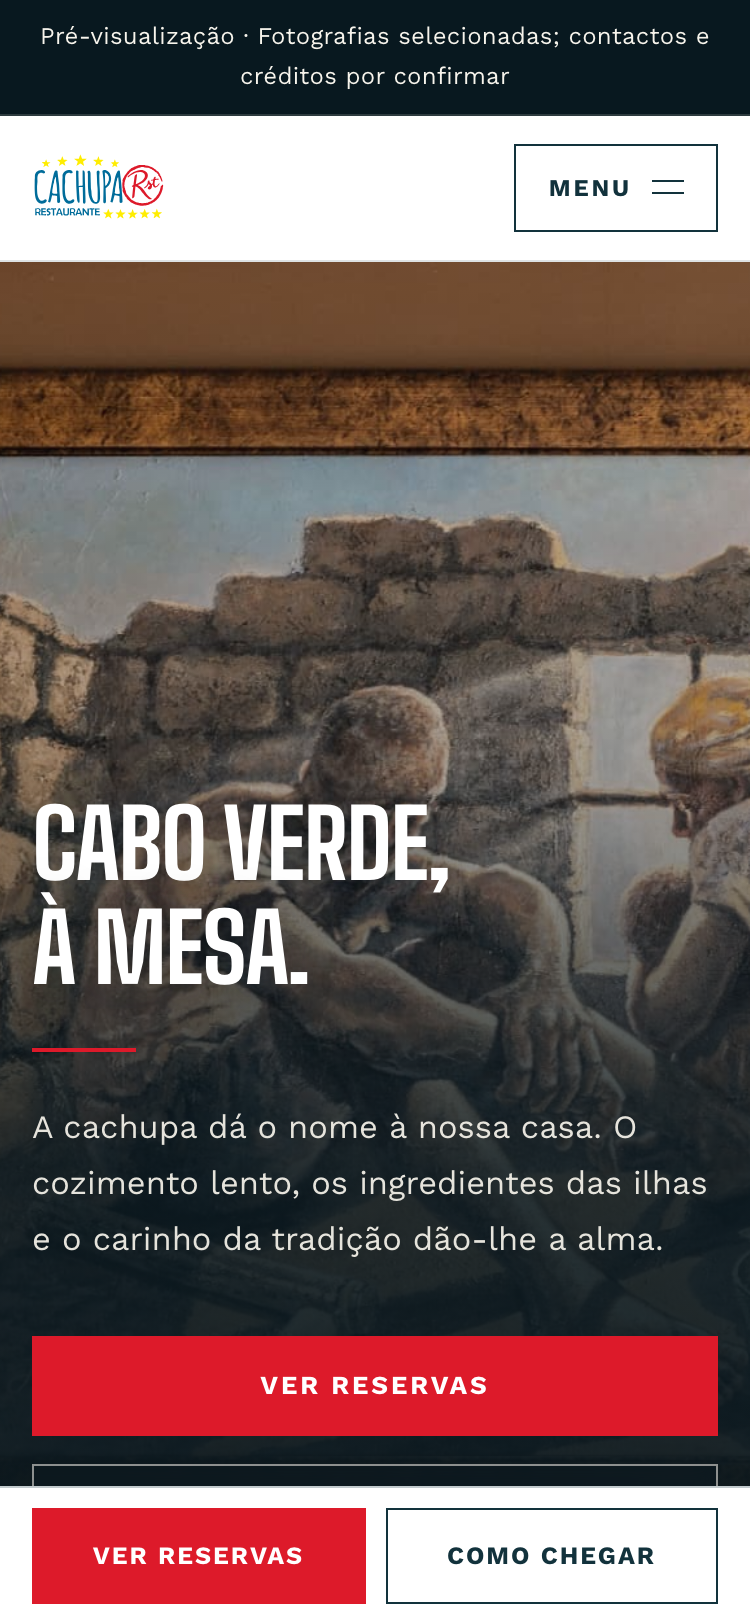 Pré-visualização · Fotografias selecionadas; contactos e
créditos por confirmar
CACHUPA Rst
RESTAURANTE
MENU
CABO VERDE,
À MESA.
A cachupa dá o nome à nossa casa. O
cozimento lento, os ingredientes das ilhas
e o carinho da tradição dão-lhe a alma.
VER RESERVAS
VER RESERVAS
COMO CHEGAR